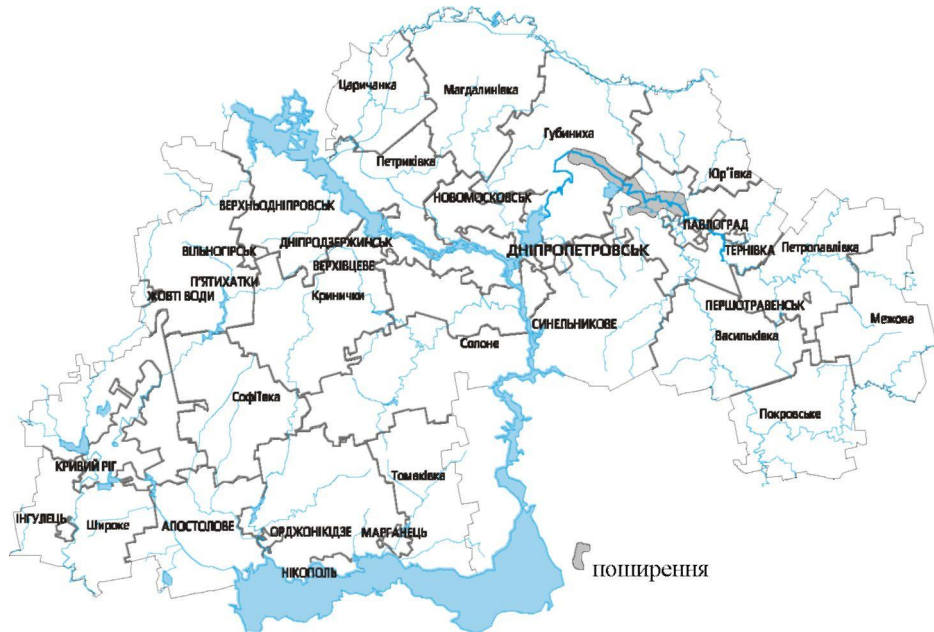 Царичанка
Магдалинівка
Губиниха
Петриківка
Юр'ївка
НОВОМОСКОВСЬК
ВЕРХНЬОДНІПРОВСЬК
ПАВЛОГРАД
ДНІПРОДЗЕРЖИНСЬК
ДНІПРОПЕТРОВСЬК
ТЕРНІВКА
Петропавлівка
ВІЛЬНОГІРСЬК
ВЕРХІВЦЕВЕ
П'ЯТИХАТКИ
ЖОВТІ ВОДИ
Кринички
ПЕРШОТРАВЕНСЬК
СИНЕЛЬНИКОВЕ
Межова
Васильківка
Солоне
Софіївка
Покровське
КРИВИЙ РІГ
Томаківка
ІНГУЛЕЦЬ
Широке
АПОСТОЛОВЕ
ОРДЖОНІКІДЗЕ
МАРГАНЕЦЬ
НІКОПОЛЬ
поширення